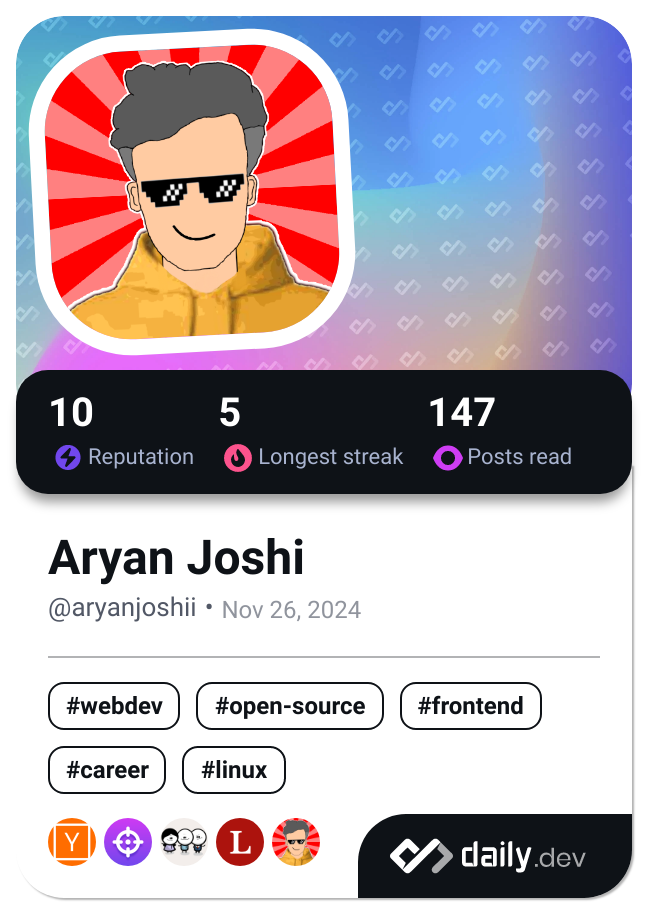 10 5 147
Reputation Longest streak Posts read
Aryan Joshi
@aryanjoshii • Nov 26, 2024
#webdev #open-source #frontend
#career #linux
Y L
daily.dev